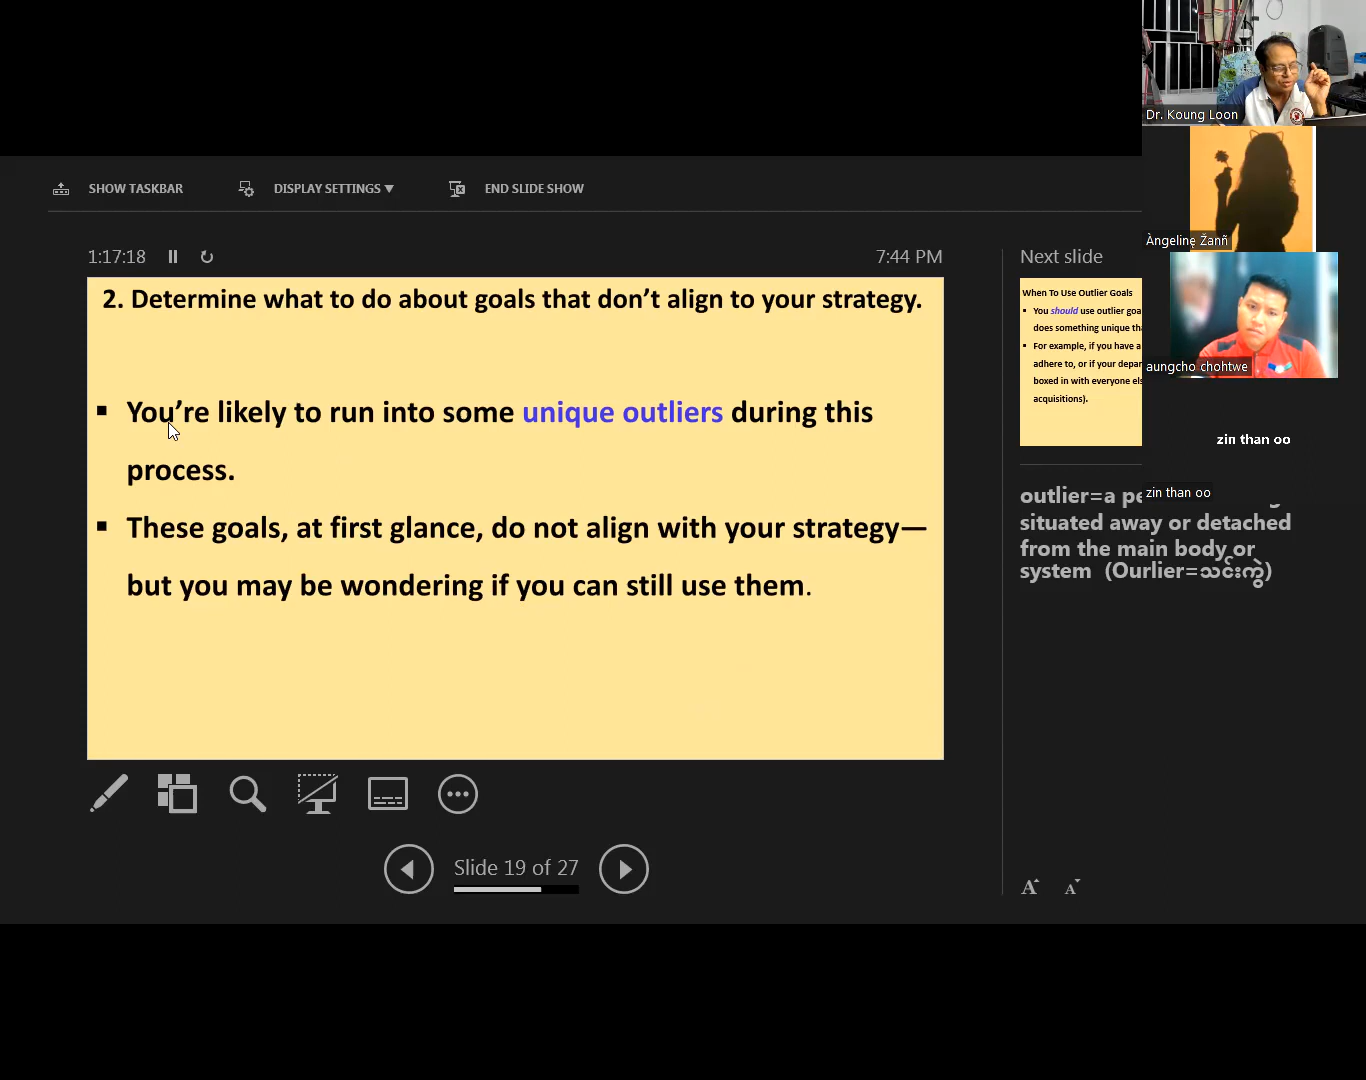 Dr. Koung Loon
SHOW TASKBAR
DISPLAY SETTINGS
END SLIDE SHOW
Àngelinę Žanñ
1:17:18
7:44 PM
Next slide
2. Determine what to do about goals that don’t align to your strategy.
▪ You’re likely to run into some unique outliers during this
process.
▪ These goals, at first glance, do not align with your strategy—
but you may be wondering if you can still use them.
When To Use Outlier Goals
▪ You should use outlier goa
does something unique tha
▪ For example, if you have a
adhere to, or if your depar
boxed in with everyone els
acquisitions).
aungcho chohtwe
zin than oo
zin than oo
outlier=a pe
situated away or detached
from the main body or
system (Ourlier=သင်းကွဲ)
Slide 19 of 27
A A